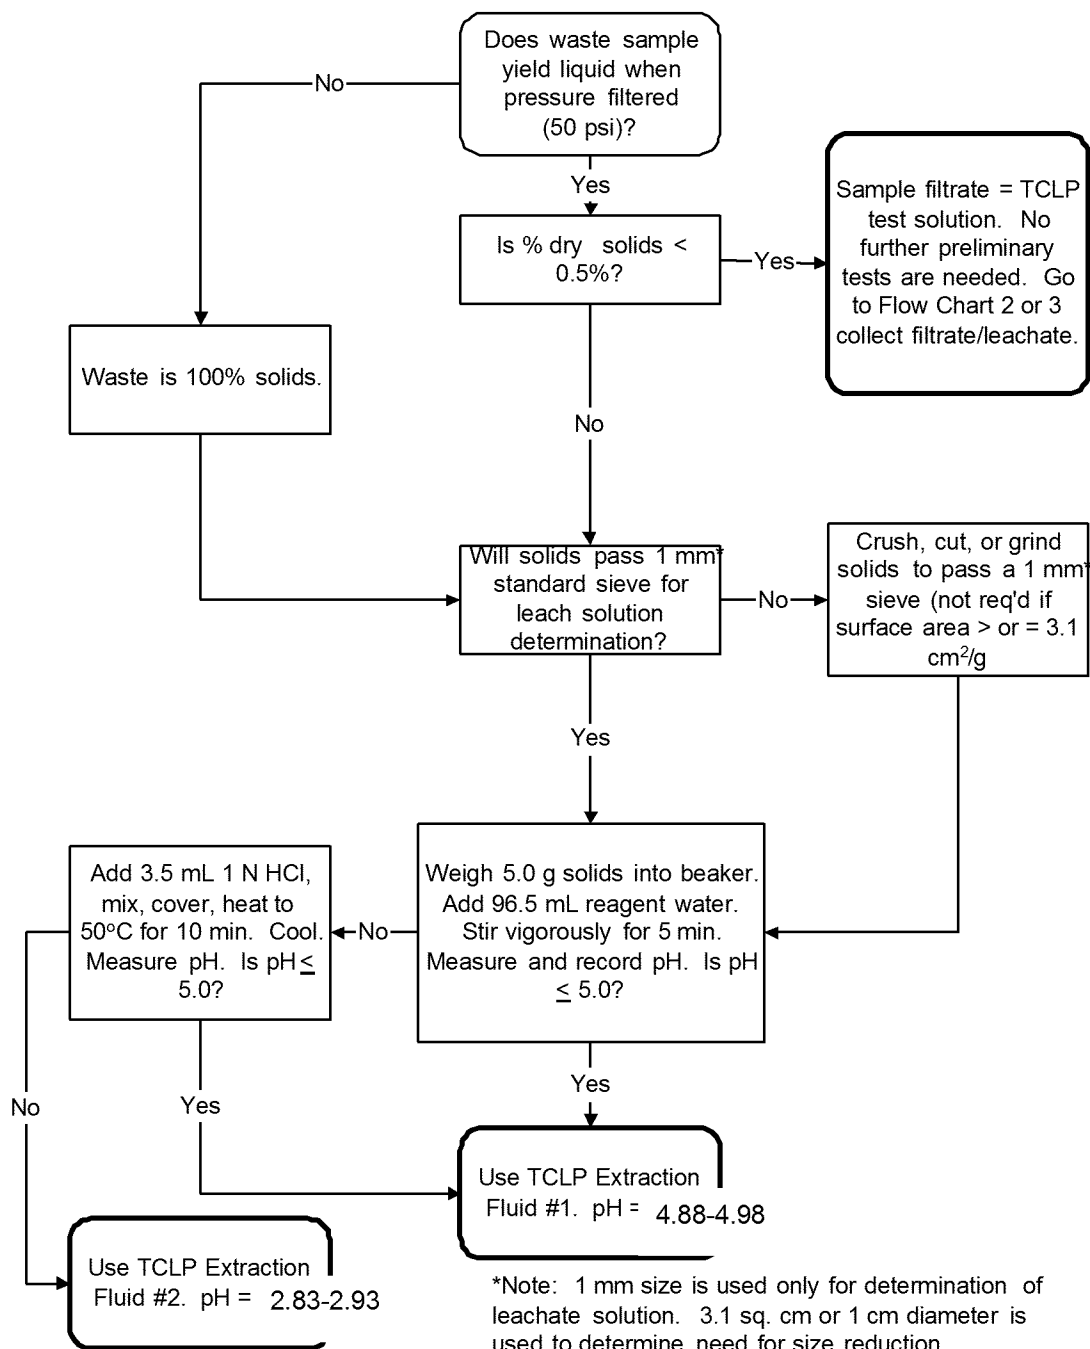 Does waste sample
yield liquid when
pressure filtered
(50 psi)?
No
Yes
Sample filtrate = TCLP
test solution. No
further preliminary
tests are needed. Go
to Flow Chart 2 or 3
collect filtrate/leachate.
Is % dry solids <
0.5%?
Yes
Waste is 100% solids.
No
Will solids pass 1 mm*
standard sieve for
leach solution
determination?
No
Crush, cut, or grind
solids to pass a 1 mm*
sieve (not req'd if
surface area > or = 3.1
cm²/g
Yes
Weigh 5.0 g solids into beaker.
Add 96.5 mL reagent water.
Stir vigorously for 5 min.
Measure and record pH. Is pH
≤ 5.0?
No
Add 3.5 mL 1 N HCl,
mix, cover, heat to
50°C for 10 min. Cool.
Measure pH. Is pH ≤
5.0?
No
Yes
Yes
Use TCLP Extraction
Fluid #1. pH = 4.88-4.98
Use TCLP Extraction
Fluid #2. pH = 2.83-2.93
*Note: 1 mm size is used only for determination of
leachate solution. 3.1 sq. cm or 1 cm diameter is
used to determine need for size reduction